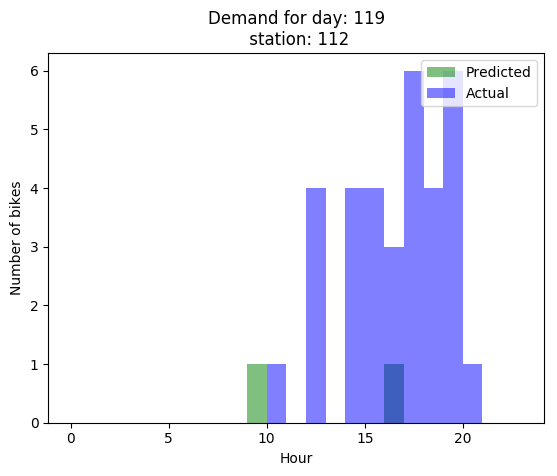 Demand for day: 119
station: 112
Predicted
Actual
Number of bikes
6
5
4
3
2
1
0
0 5 10 15 20
Hour